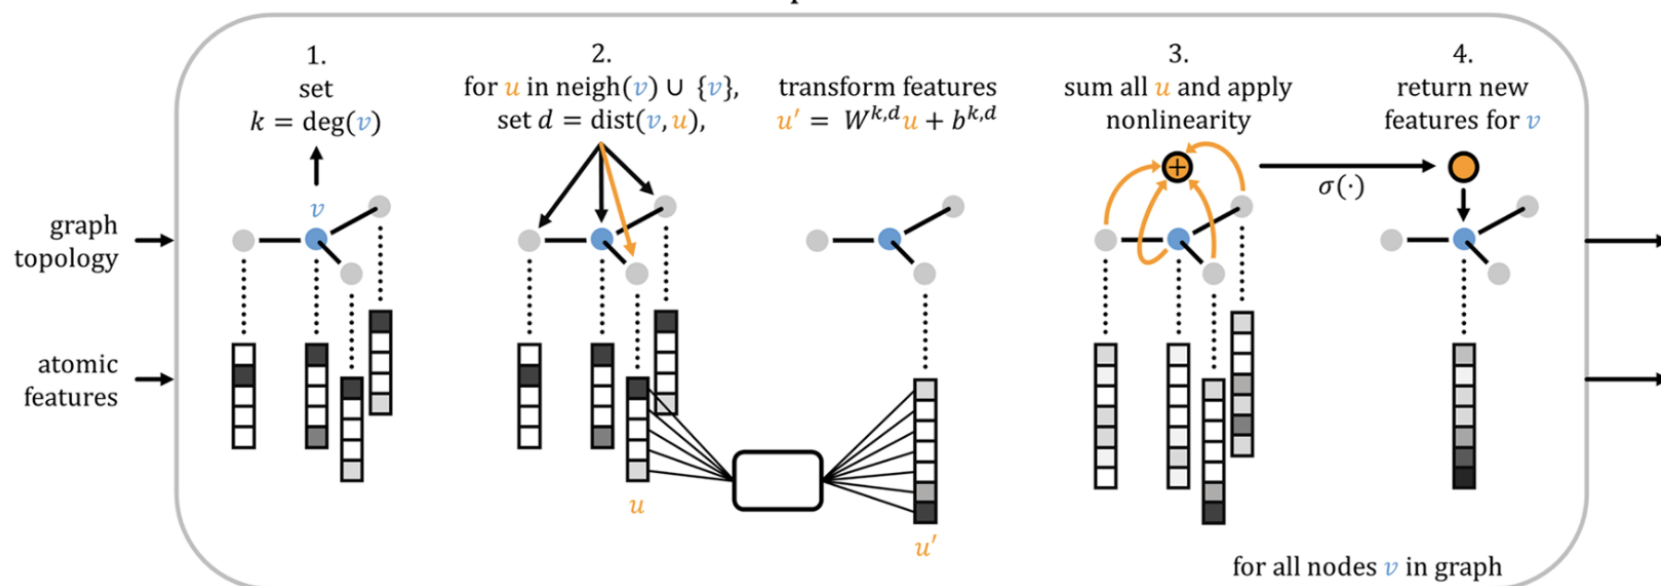 1.
set
k = deg(v)
2.
for u in neigh(v) ∪ {v},
set d = dist(v, u),
transform features
u′ = W^{k,d}u + b^{k,d}
3.
sum all u and apply
nonlinearity
4.
return new
features for v
σ(·)
v
graph
topology
atomic
features
+
u
u′
for all nodes v in graph